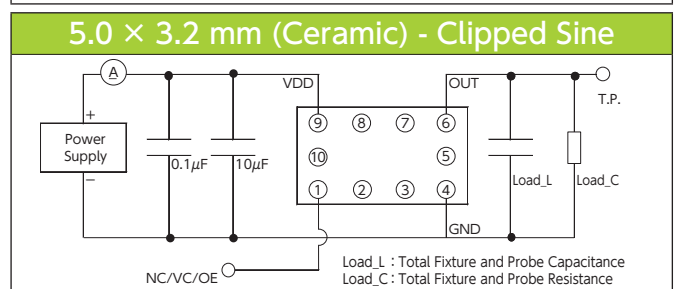 5.0 × 3.2 mm (Ceramic) - Clipped Sine
A
VDD
OUT
T.P.
+
Power
Supply
−
0.1μF
10μF
⑨ ⑧ ⑦ ⑥
⑩ ⑤
① ② ③ ④
Load_L
Load_C
GND
NC/VC/OE
Load_L : Total Fixture and Probe Capacitance
Load_C : Total Fixture and Probe Resistance